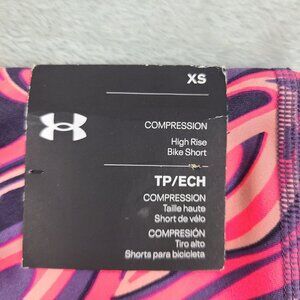 XS
COMPRESSION
High Rise
Bike Short
TP/ECH
COMPRESSION
Taille haute
Short de vélo
COMPRESIÓN
Tiro alto
Shorts para bicicleta